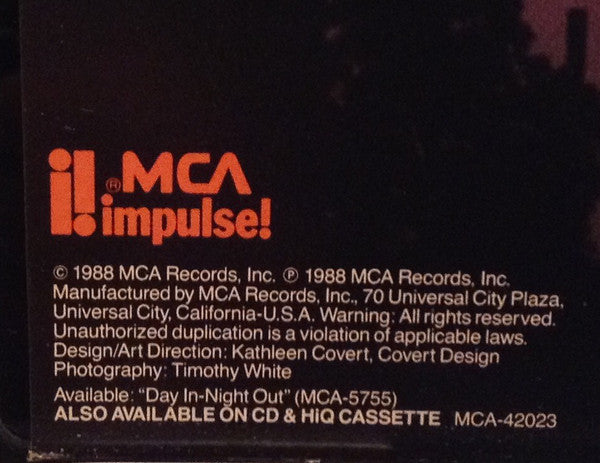 i! ® MCA
impulse!
© 1988 MCA Records, Inc. ℗ 1988 MCA Records, Inc.
Manufactured by MCA Records, Inc., 70 Universal City Plaza,
Universal City, California-U.S.A. Warning: All rights reserved.
Unauthorized duplication is a violation of applicable laws.
Design/Art Direction: Kathleen Covert, Covert Design
Photography: Timothy White
Available: “Day In-Night Out” (MCA-5755)
ALSO AVAILABLE ON CD & HiQ CASSETTE MCA-42023